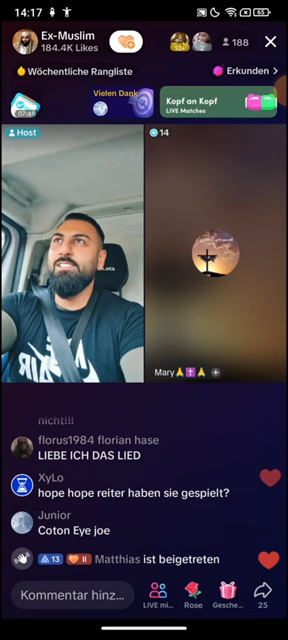 14:17
65
Ex-Muslim
184.4K Likes
188
Wöchentliche Rangliste
Erkunden >
07:48
Vielen Dank
Kopf an Kopf
LIVE Matches
Host
14
Mary
nicht!!!
florus1984 florian hase
LIEBE ICH DAS LIED
XyLo
hope hope reiter haben sie gespielt?
Junior
Coton Eye joe
13 II Matthias ist beigetreten
Kommentar hinz...
LIVE mi...
Rose
Gesche...
25